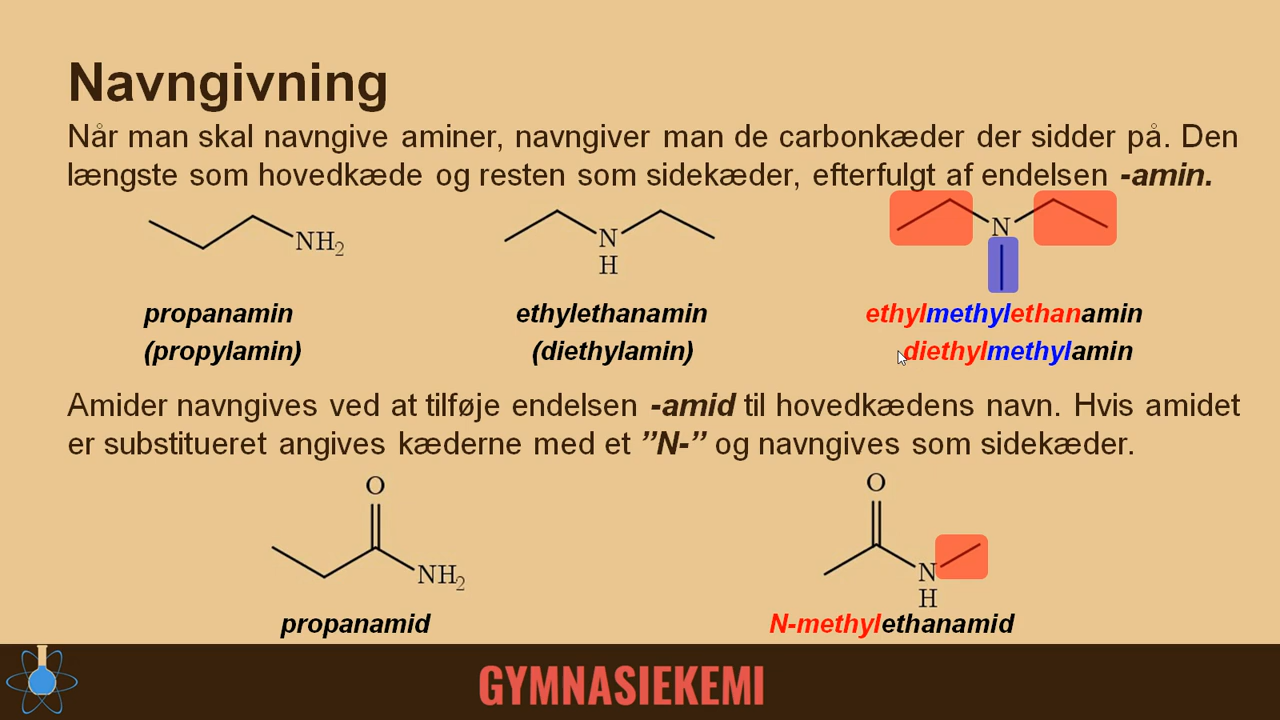 Navngivning
Når man skal navngive aminer, navngiver man de carbonkæder der sidder på. Den
længste som hovedkæde og resten som sidekæder, efterfulgt af endelsen -amin.
NH2
N
H
N
propanamin
(propylamin)
ethylethanamin
(diethylamin)
ethylmethylethanamin
diethylmethylamin
Amider navngives ved at tilføje endelsen -amid til hovedkædens navn. Hvis amidet
er substitueret angives kæderne med et ”N-” og navngives som sidekæder.
O
NH2
O
N
H
propanamid
N-methylethanamid
GYMNASIEKEMI